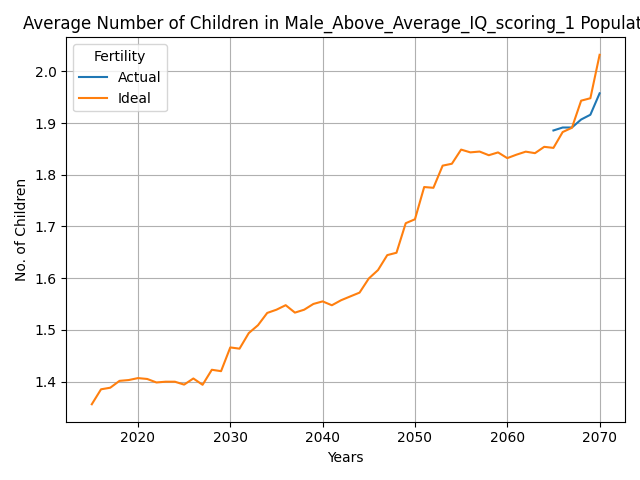 Average Number of Children in Male_Above_Average_IQ_scoring_1 Populat
Fertility
Actual
Ideal
2.0
1.9
1.8
1.7
1.6
1.5
1.4
No. of Children
2020 2030 2040 2050 2060 2070
Years